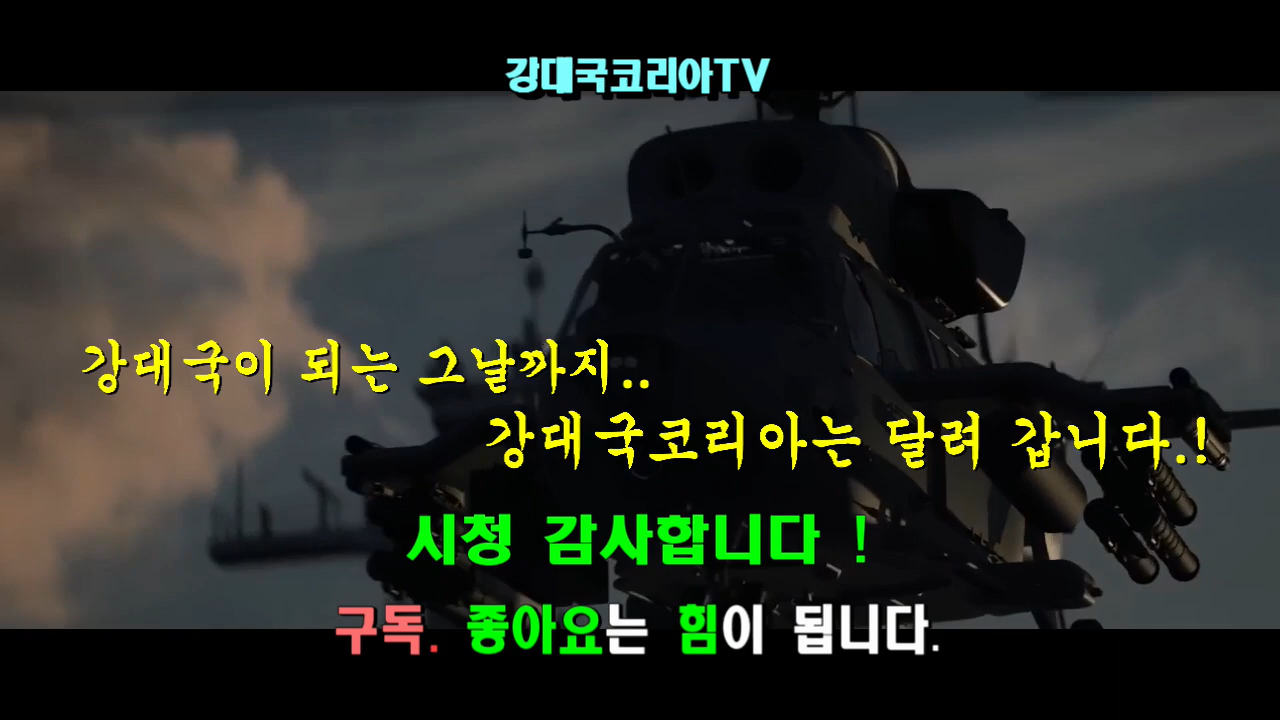 강대국코리아TV
강대국이 되는 그날까지..
강대국코리아는 달려 갑니다.!
시청 감사합니다 !
구독. 좋아요는 힘이 됩니다.